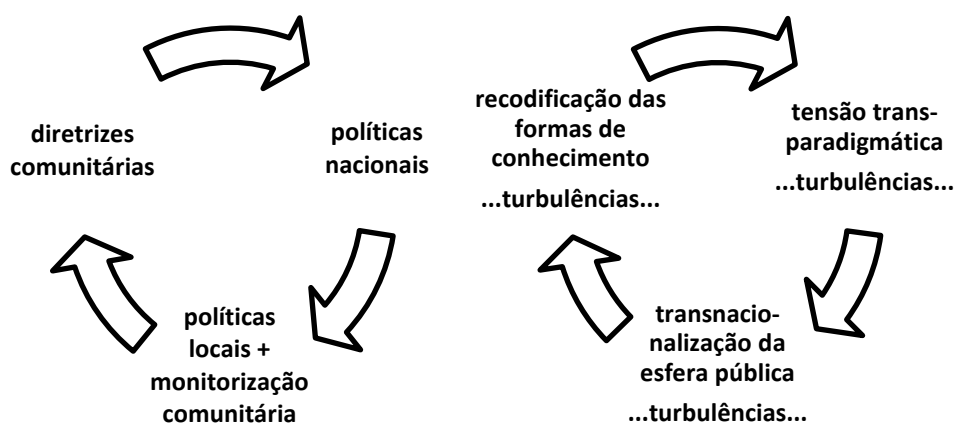 diretrizes
comunitárias
políticas
nacionais
políticas
locais +
monitorização
comunitária
recodificação das
formas de
conhecimento
...turbulências...
tensão trans-
paradigmática
...turbulências...
transnacio-
nalização da
esfera pública
...turbulências...